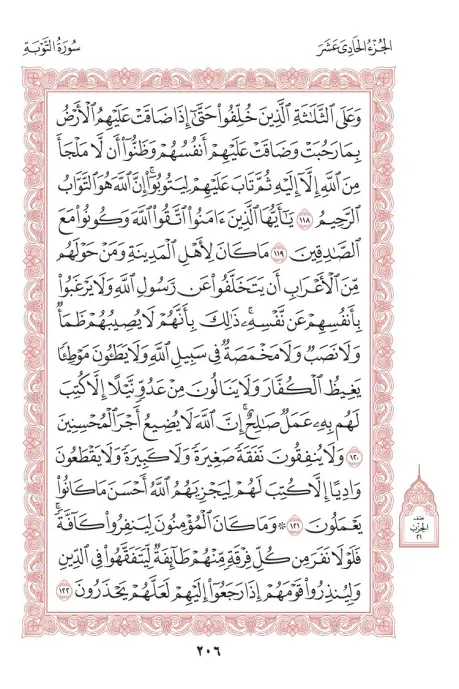 الجُزْءُ الحَادِي عَشَرَ
سُورَةُ التَّوْبَةِ
وَعَلَى ٱلثَّلَٰثَةِ ٱلَّذِينَ خُلِّفُوا۟ حَتَّىٰٓ إِذَا ضَاقَتْ عَلَيْهِمُ ٱلْأَرْضُ
بِمَا رَحُبَتْ وَضَاقَتْ عَلَيْهِمْ أَنفُسُهُمْ وَظَنُّوٓا۟ أَن لَّا مَلْجَأَ
مِنَ ٱللَّهِ إِلَّآ إِلَيْهِ ثُمَّ تَابَ عَلَيْهِمْ لِيَتُوبُوٓا۟ۚ إِنَّ ٱللَّهَ هُوَ ٱلتَّوَّابُ
ٱلرَّحِيمُ ١١٨ يَٰٓأَيُّهَا ٱلَّذِينَ ءَامَنُوا۟ ٱتَّقُوا۟ ٱللَّهَ وَكُونُوا۟ مَعَ
ٱلصَّٰدِقِينَ ١١٩ مَا كَانَ لِأَهْلِ ٱلْمَدِينَةِ وَمَنْ حَوْلَهُم
مِّنَ ٱلْأَعْرَابِ أَن يَتَخَلَّفُوا۟ عَن رَّسُولِ ٱللَّهِ وَلَا يَرْغَبُوا۟
بِأَنفُسِهِمْ عَن نَّفْسِهِۦۚ ذَٰلِكَ بِأَنَّهُمْ لَا يُصِيبُهُمْ ظَمَأٌ
وَلَا نَصَبٌ وَلَا مَخْمَصَةٌ فِى سَبِيلِ ٱللَّهِ وَلَا يَطَـُٔونَ مَوْطِئًا
يَغِيظُ ٱلْكُفَّارَ وَلَا يَنَالُونَ مِنْ عَدُوٍّ نَّيْلًا إِلَّا كُتِبَ
لَهُم بِهِۦ عَمَلٌ صَٰلِحٌۚ إِنَّ ٱللَّهَ لَا يُضِيعُ أَجْرَ ٱلْمُحْسِنِينَ
١٢٠ وَلَا يُنفِقُونَ نَفَقَةً صَغِيرَةً وَلَا كَبِيرَةً وَلَا يَقْطَعُونَ
وَادِيًا إِلَّا كُتِبَ لَهُمْ لِيَجْزِيَهُمُ ٱللَّهُ أَحْسَنَ مَا كَانُوا۟
يَعْمَلُونَ ١٢١ ۞ وَمَا كَانَ ٱلْمُؤْمِنُونَ لِيَنفِرُوا۟ كَآفَّةًۚ
فَلَوْلَا نَفَرَ مِن كُلِّ فِرْقَةٍ مِّنْهُمْ طَآئِفَةٌ لِّيَتَفَقَّهُوا۟ فِى ٱلدِّينِ
وَلِيُنذِرُوا۟ قَوْمَهُمْ إِذَا رَجَعُوٓا۟ إِلَيْهِمْ لَعَلَّهُمْ يَحْذَرُونَ ١٢٢
نصف
الحزب
٢١
٢٠٦